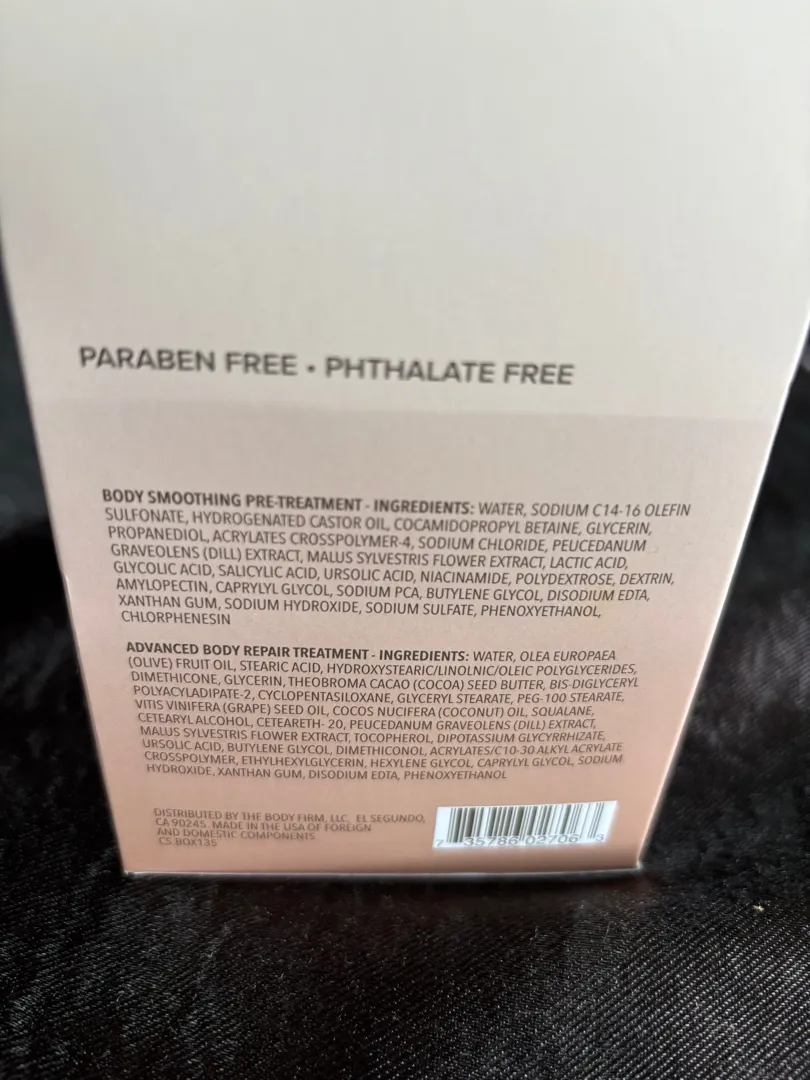 PARABEN FREE • PHTHALATE FREE
BODY SMOOTHING PRE-TREATMENT - INGREDIENTS: WATER, SODIUM C14-16 OLEFIN
SULFONATE, HYDROGENATED CASTOR OIL, COCAMIDOPROPYL BETAINE, GLYCERIN,
PROPANEDIOL, ACRYLATES CROSSPOLYMER-4, SODIUM CHLORIDE, PEUCEDANUM
GRAVEOLENS (DILL) EXTRACT, MALUS SYLVESTRIS FLOWER EXTRACT, LACTIC ACID,
GLYCOLIC ACID, SALICYLIC ACID, URSOLIC ACID, NIACINAMIDE, POLYDEXTROSE, DEXTRIN,
AMYLOPECTIN, CAPRYLYL GLYCOL, SODIUM PCA, BUTYLENE GLYCOL, DISODIUM EDTA,
XANTHAN GUM, SODIUM HYDROXIDE, SODIUM SULFATE, PHENOXYETHANOL,
CHLORPHENESIN
ADVANCED BODY REPAIR TREATMENT - INGREDIENTS: WATER, OLEA EUROPAEA
(OLIVE) FRUIT OIL, STEARIC ACID, HYDROXYSTEARIC/LINOLNIC/OLEIC POLYGLYCERIDES,
DIMETHICONE, GLYCERIN, THEOBROMA CACAO (COCOA) SEED BUTTER, BIS-DIGLYCERYL
POLYACYLADIPATE-2, CYCLOPENTASILOXANE, GLYCERYL STEARATE, PEG-100 STEARATE,
VITIS VINIFERA (GRAPE) SEED OIL, COCOS NUCIFERA (COCONUT) OIL, SQUALANE,
CETEARYL ALCOHOL, CETEARETH- 20, PEUCEDANUM GRAVEOLENS (DILL) EXTRACT,
MALUS SYLVESTRIS FLOWER EXTRACT, TOCOPHEROL, DIPOTASSIUM GLYCYRRHIZATE,
URSOLIC ACID, BUTYLENE GLYCOL, DIMETHICONOL, ACRYLATES/C10-30 ALKYL ACRYLATE
CROSSPOLYMER, ETHYLHEXYLGLYCERIN, HEXYLENE GLYCOL, CAPRYLYL GLYCOL, SODIUM
HYDROXIDE, XANTHAN GUM, DISODIUM EDTA, PHENOXYETHANOL
DISTRIBUTED BY THE BODY FIRM, LLC. EL SEGUNDO,
CA 90245. MADE IN THE USA OF FOREIGN
AND DOMESTIC COMPONENTS.
CS.BOX135
7 35786 02706 3